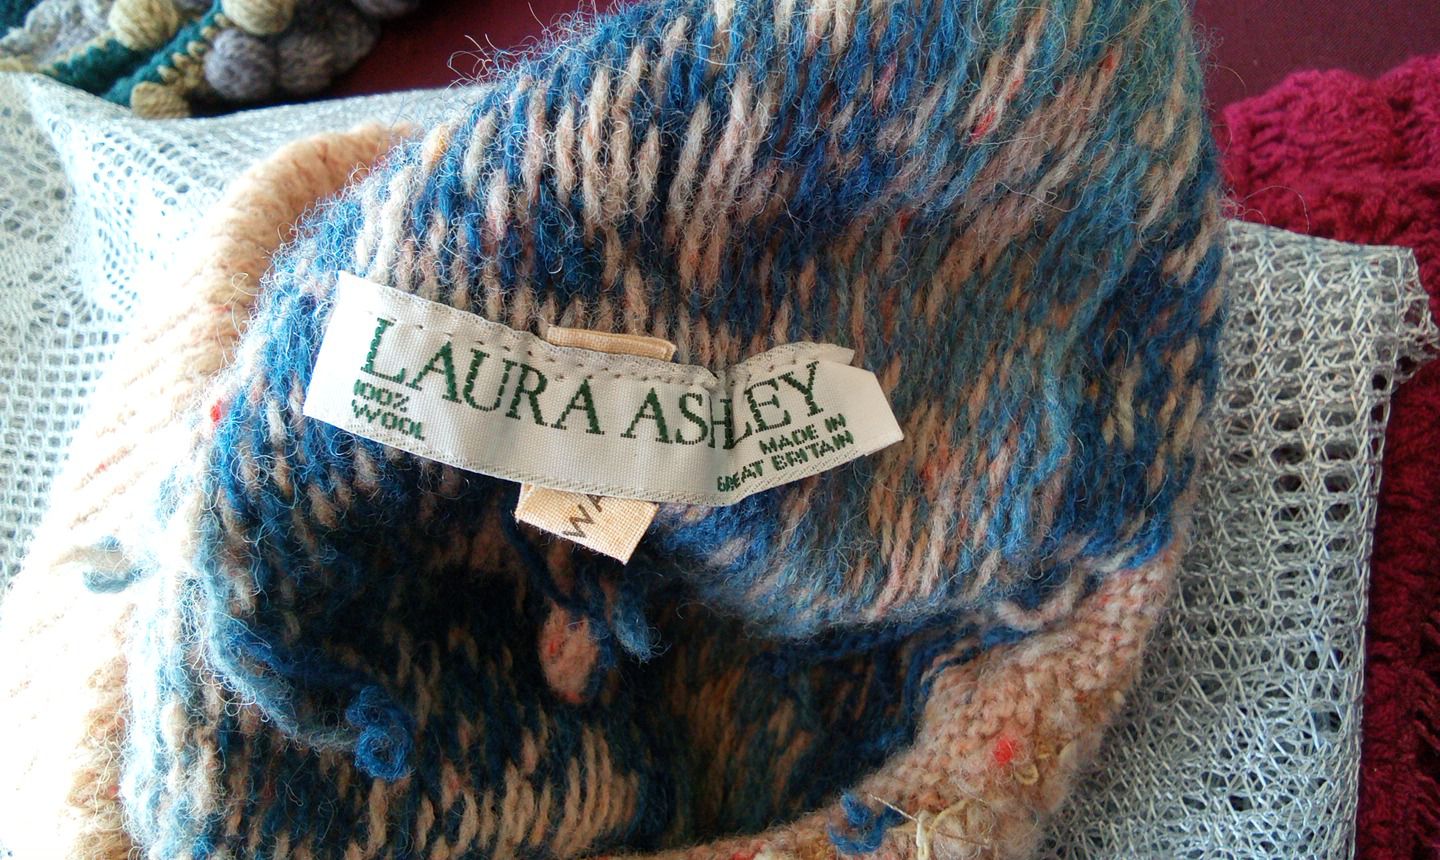 LAURA ASHLEY
100%
WOOL
MADE IN
GREAT BRITAIN